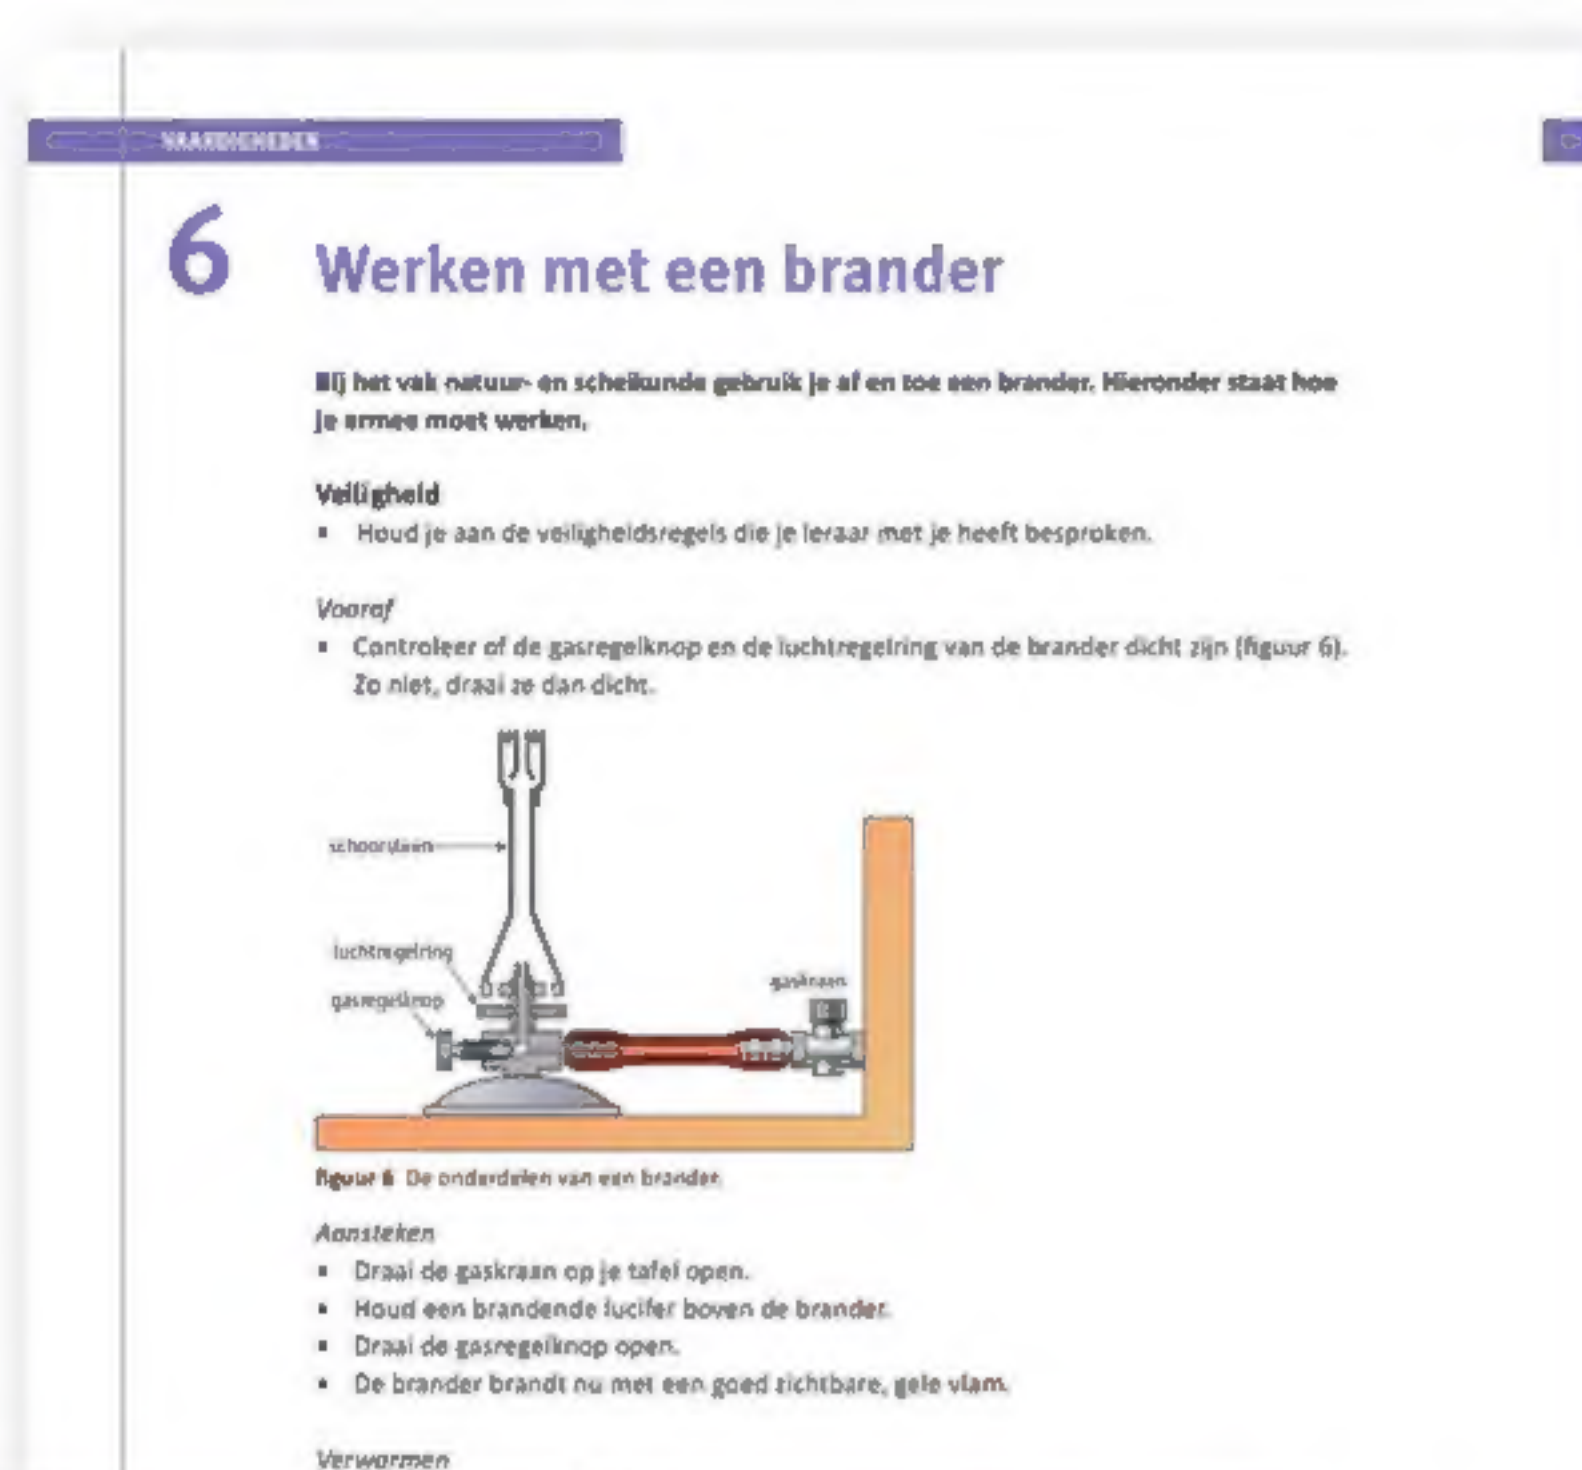 VAARDIGHEDEN
6 Werken met een brander
Bij het vak natuur- en scheikunde gebruik je af en toe een brander. Hieronder staat hoe
je ermee moet werken.
Veiligheid
▪ Houd je aan de veiligheidsregels die je leraar met je heeft besproken.
Vooraf
▪ Controleer of de gasregelknop en de luchtregelring van de brander dicht zijn (figuur 6).
Zo niet, draai ze dan dicht.
schoorsteen
luchtregelring
gaskraan
gasregelknop
figuur 6 De onderdelen van een brander.
Aansteken
▪ Draai de gaskraan op je tafel open.
▪ Houd een brandende lucifer boven de brander.
▪ Draai de gasregelknop open.
▪ De brander brandt nu met een goed zichtbare, gele vlam.
Verwarmen